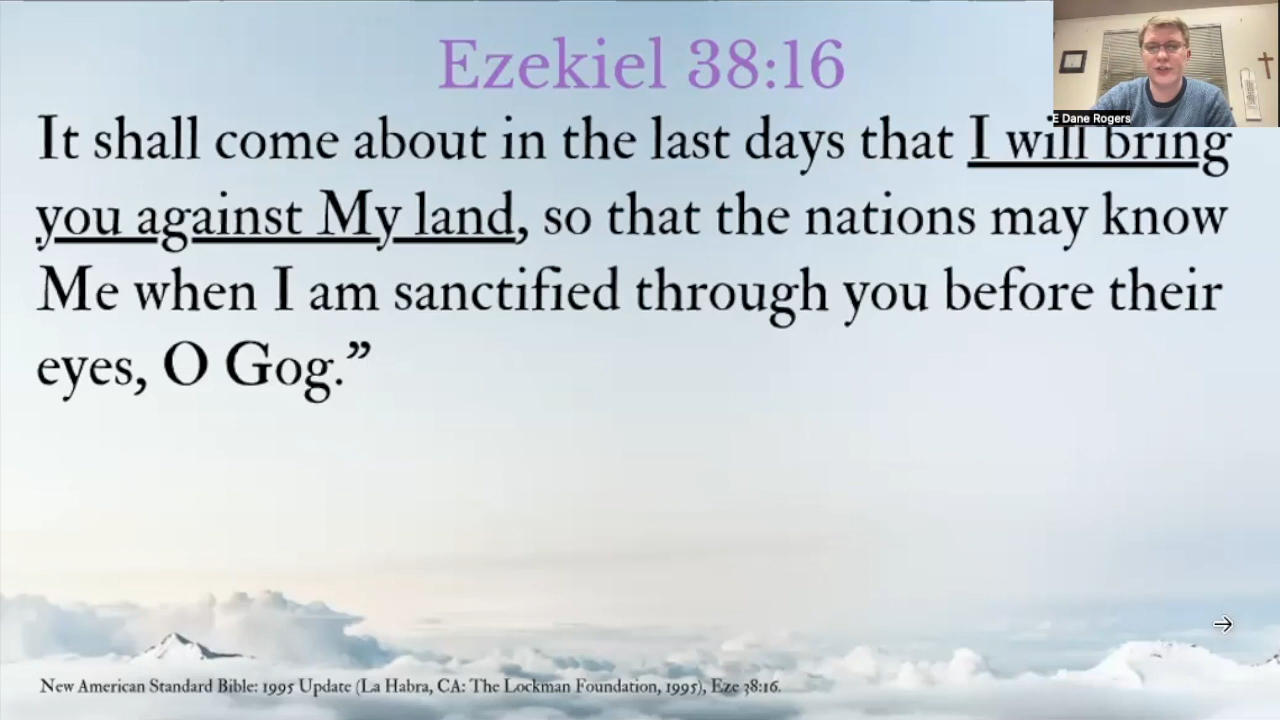 Ezekiel 38:16
E Dane Rogers
It shall come about in the last days that I will bring
you against My land, so that the nations may know
Me when I am sanctified through you before their
eyes, O Gog.”
New American Standard Bible: 1995 Update (La Habra, CA: The Lockman Foundation, 1995), Eze 38:16.